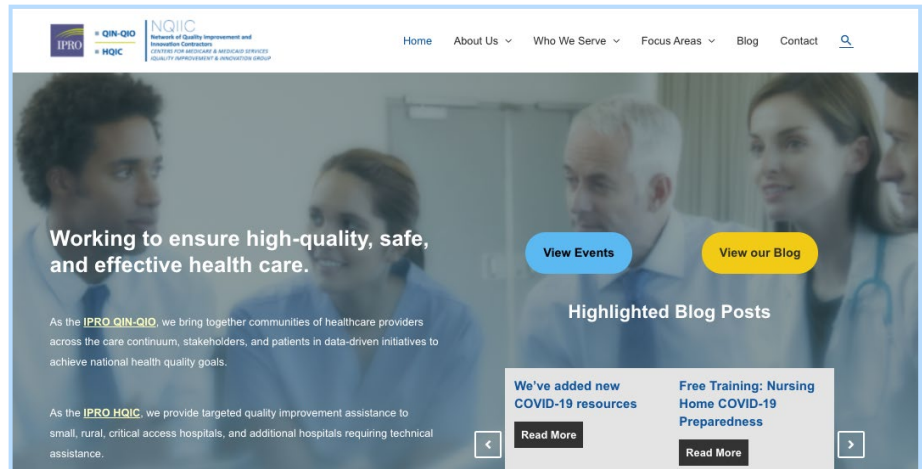 IPRO
QIN-QIO
HQIC
NQIIC
Network of Quality Improvement and
Innovation Contractors
CENTERS FOR MEDICARE & MEDICAID SERVICES
iQUALITY IMPROVEMENT & INNOVATION GROUP
Home About Us Who We Serve Focus Areas Blog Contact
Working to ensure high-quality, safe,
and effective health care.
As the IPRO QIN-QIO, we bring together communities of healthcare providers
across the care continuum, stakeholders, and patients in data-driven initiatives to
achieve national health quality goals.
As the IPRO HQIC, we provide targeted quality improvement assistance to
small, rural, critical access hospitals, and additional hospitals requiring technical
assistance.
View Events
View our Blog
Highlighted Blog Posts
We've added new
COVID-19 resources
Read More
Free Training: Nursing
Home COVID-19
Preparedness
Read More